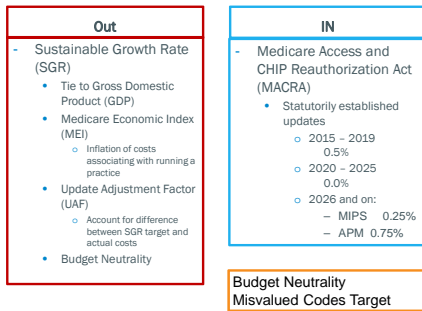 Out
- Sustainable Growth Rate
(SGR)
• Tie to Gross Domestic
Product (GDP)
• Medicare Economic Index
(MEI)
o Inflation of costs
associating with running a
practice
• Update Adjustment Factor
(UAF)
o Account for difference
between SGR target and
actual costs
• Budget Neutrality
IN
- Medicare Access and
CHIP Reauthorization Act
(MACRA)
• Statutorily established
updates
o 2015 – 2019
0.5%
o 2020 – 2025
0.0%
o 2026 and on:
– MIPS 0.25%
– APM 0.75%
Budget Neutrality
Misvalued Codes Target